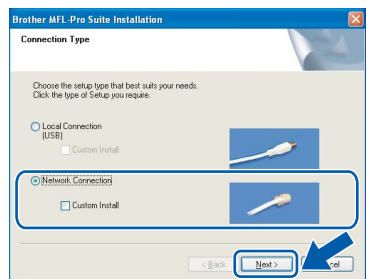 Brother MFL-Pro Suite Installation
Connection Type
Choose the setup type that best suits your needs.
Click the type of Setup you require.
Local Connection
(USB)
Custom Install
Network Connection
Custom Install
< Back
Next >
cel